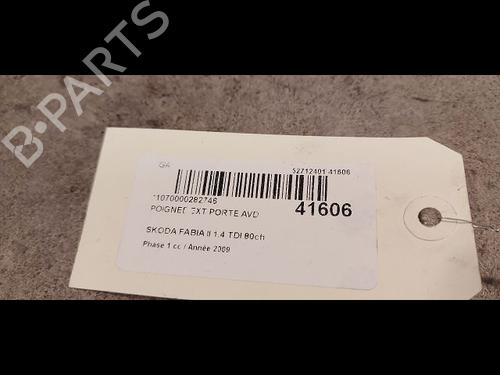 B-PARTS
GA
52712401 41606
11070000282746
POIGNEE EXT PORTE AVD
41606
SKODA FABIA II 1.4 TDI 80ch
Phase 1 cc / Année 2009